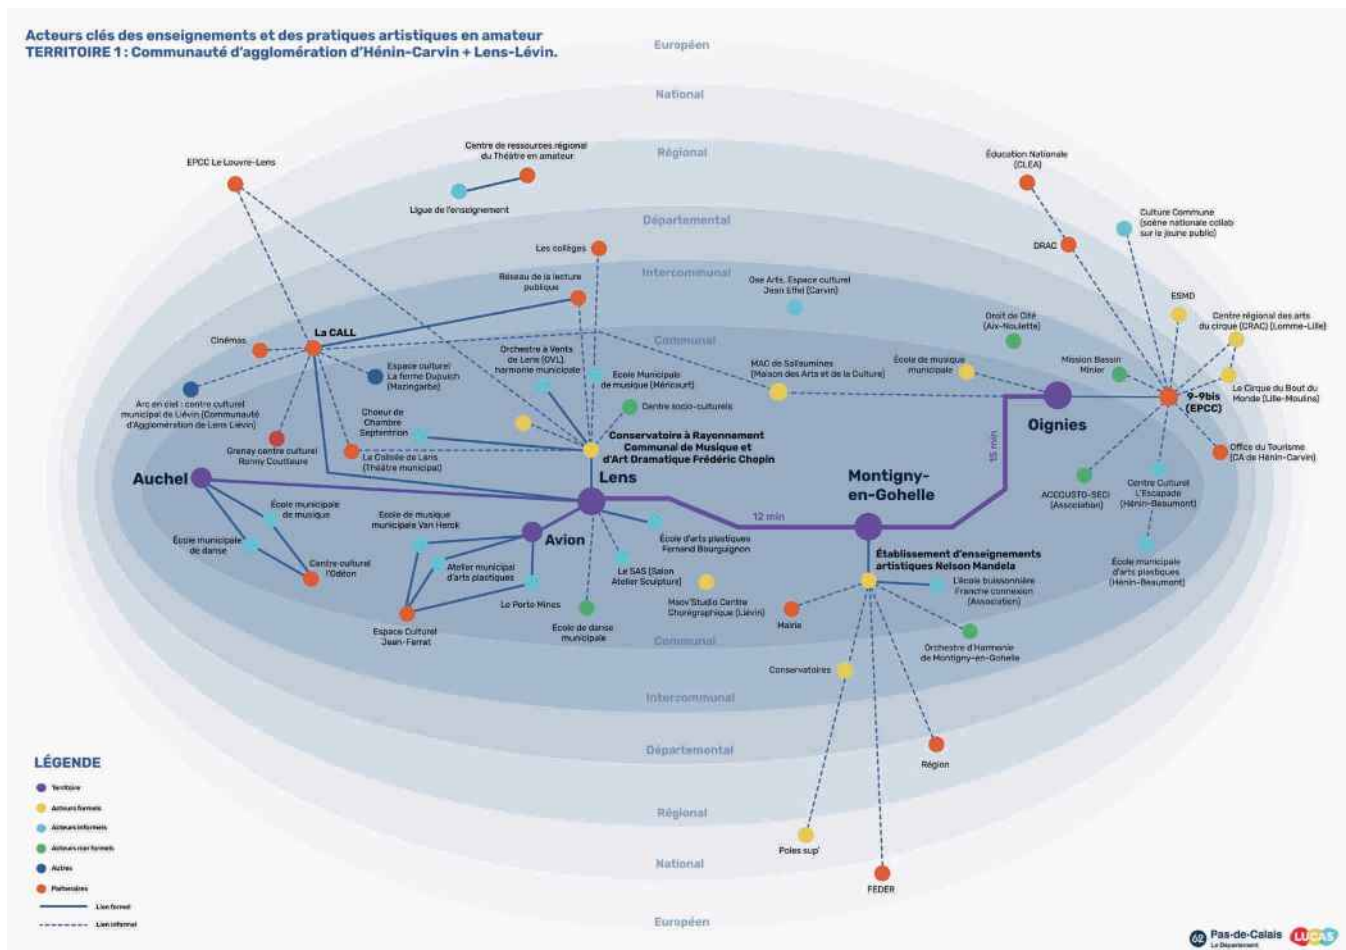 Acteurs clés des enseignements et des pratiques artistiques en amateur
TERRITOIRE 1 : Communauté d'agglomération d'Hénin-Carvin + Lens-Lévin.
Européen
National
Régional
Départemental
Intercommunal
Communal
EPCC Le Louvre-Lens
Centre de ressources régional
du Théâtre en amateur
Ligue de l'enseignement
Les collèges
Réseau de la lecture
publique
Ose Arts, Espace culturel
Jean Effel (Carvin)
Éducation Nationale
(CLEA)
DRAC
Culture Commune
(scène nationale collab
sur le jeune public)
ESMD
Centre régional des arts
du cirque (CRAC) (Lomme-Lille)
Droit de Cité
(Aix-Noulette)
Mission Bassin
Minier
Le Cirque du Bout du
Monde (Lille-Moulins)
9-9bis
(EPCC)
Office du Tourisme
(CA de Hénin-Carvin)
Cinémas
La CALL
Espace culturel
La ferme Dupuich
(Mazingarbe)
Arc en ciel : centre culturel
municipal de Liévin (Communauté
d'Agglomération de Lens Liévin)
Grenay centre culturel
Ronny Coutteure
Choeur de
Chambre
Septentrion
Le Colisée de Lens
(Théâtre municipal)
Orchestre à Vents
de Lens (OVL),
harmonie municipale
Ecole Municipale
de musique (Méricourt)
Centre socio-culturels
MAC de Sallaumines
(Maison des Arts et de la Culture)
École de musique
municipale
Oignies
Conservatoire à Rayonnement
Communal de Musique et
d'Art Dramatique Frédéric Chopin
Lens
Auchel
École municipale
de musique
École municipale
de danse
Centre culturel
l'Odéon
Ecole de musique
municipale Van Herck
Avion
Atelier municipal
d'arts plastiques
Le Porte Mines
Espace Culturel
Jean-Ferrat
École d'arts plastiques
Fernand Bourguignon
Le SAS (Salon
Atelier Sculpture)
Ecole de danse
municipale
Chorégraphique (Liévin)
12 min
15 min
Montigny-
en-Gohelle
Établissement d'enseignements
artistiques Nelson Mandela
L'école buissonnière
Franche connexion
(Association)
Mairie
Orchestre d'Harmonie
de Montigny-en-Gohelle
Conservatoires
Région
Poles sup'
FEDER
(Association)
Centre Culturel
L'Escapade
(Hénin-Beaumont)
École municipale
d'arts plastiques
(Hénin-Beaumont)
Communal
Intercommunal
Départemental
Régional
National
Européen
LÉGENDE
Territoire
Acteurs formels
Acteurs informels
Acteurs non formels
Autres
Partenaires
Lien formel
Lien informel
62 Pas-de-Calais
Le Département
LUCAS